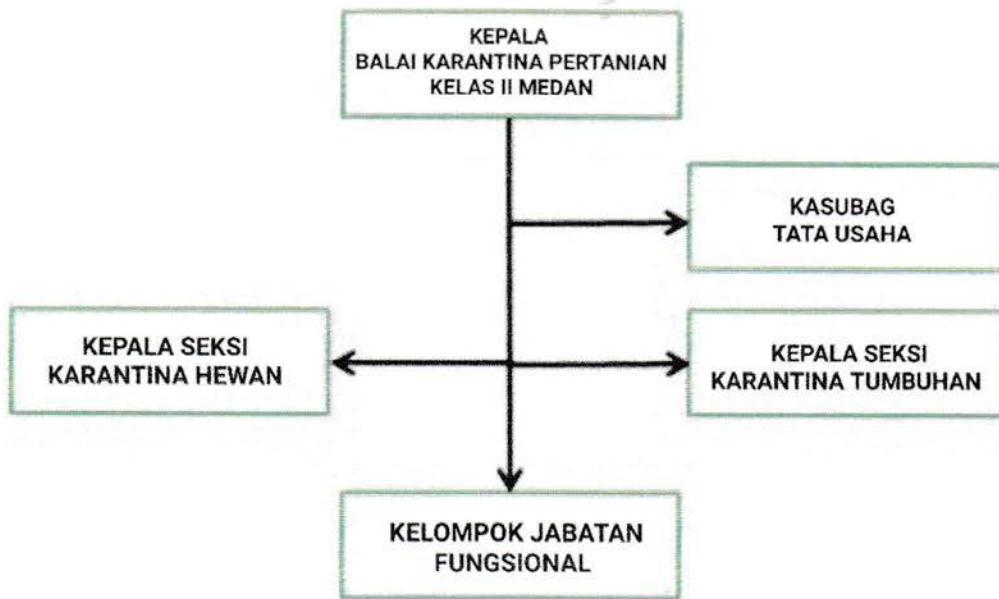 KEPALA
BALAI KARANTINA PERTANIAN
KELAS II MEDAN
KASUBAG
TATA USAHA
KEPALA SEKSI
KARANTINA HEWAN
KEPALA SEKSI
KARANTINA TUMBUHAN
KELOMPOK JABATAN
FUNGSIONAL